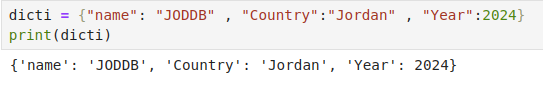 dicti = {"name": "JODDB" , "Country":"Jordan" , "Year":2024}
print(dicti)
{'name': 'JODDB', 'Country': 'Jordan', 'Year': 2024}